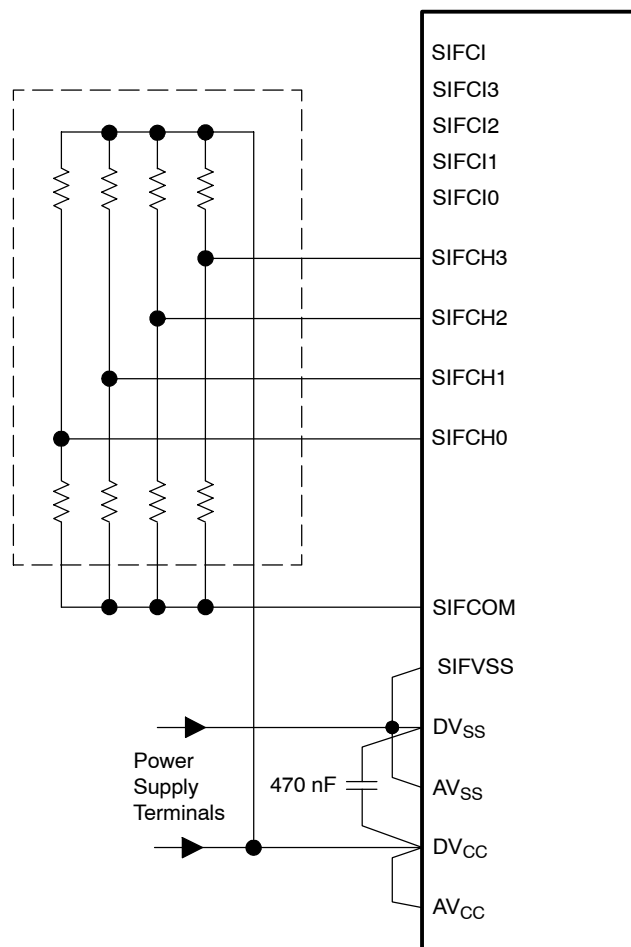 SIFCI
SIFCI3
SIFCI2
SIFCI1
SIFCI0
SIFCH3
SIFCH2
SIFCH1
SIFCH0
SIFCOM
SIFVSS
DVSS
Power
Supply
Terminals
470 nF
AVSS
DVCC
AVCC